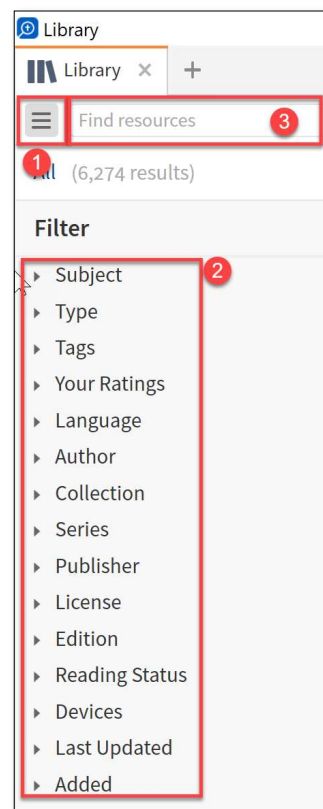 Library
Library × +
Find resources 3
1
All (6,274 results)
Filter
2
Subject
Type
Tags
Your Ratings
Language
Author
Collection
Series
Publisher
License
Edition
Reading Status
Devices
Last Updated
Added